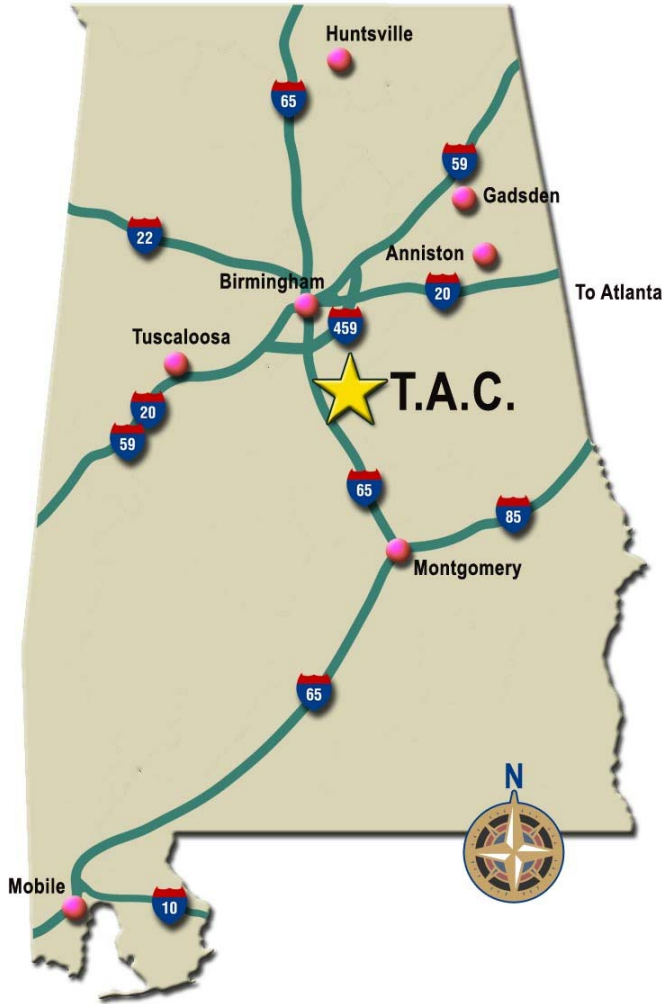 Huntsville
65
59
Gadsden
22
Anniston
Birmingham
20
To Atlanta
459
Tuscaloosa
T.A.C.
20
59
65
85
Montgomery
65
N
Mobile
10